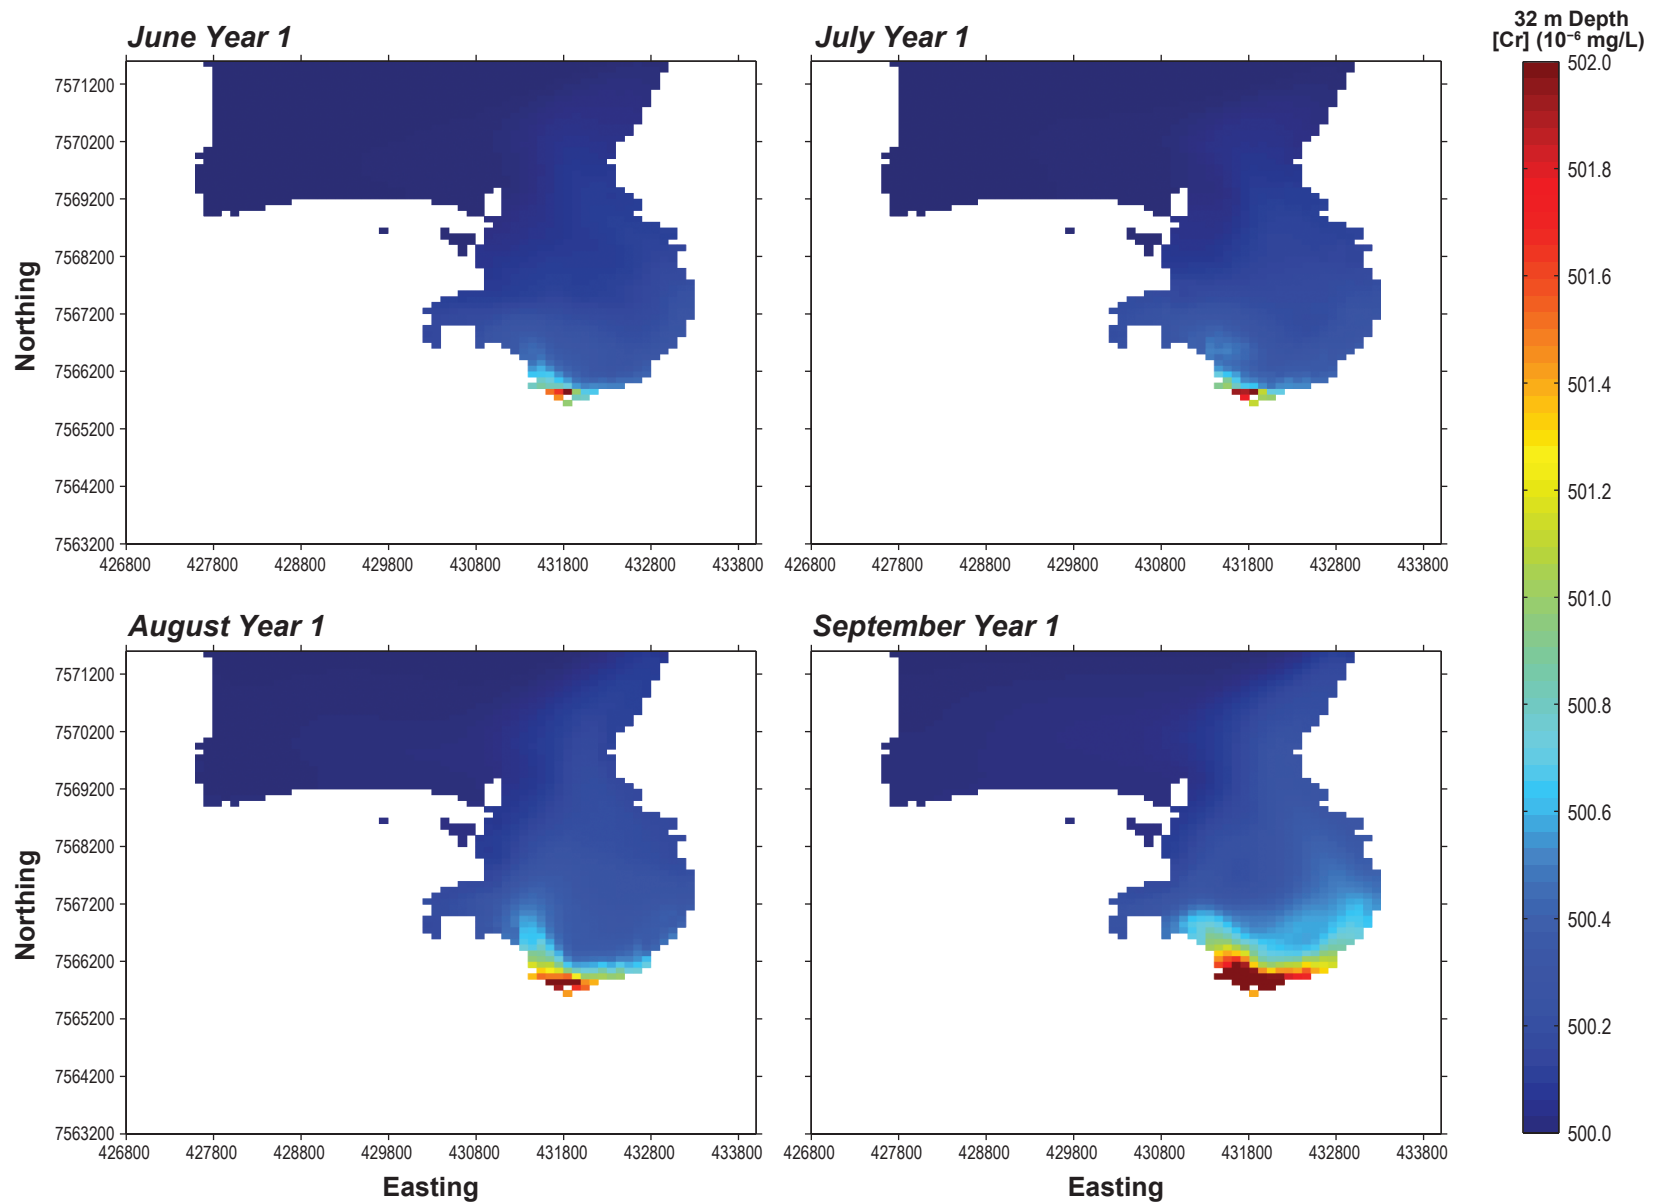 June Year 1
July Year 1
32 m Depth
[Cr] (10⁻⁶ mg/L)
502.0
501.8
501.6
501.4
501.2
501.0
500.8
500.6
500.4
500.2
500.0
Northing
7571200
7570200
7569200
7568200
7567200
7566200
7565200
7564200
7563200
426800 427800 428800 429800 430800 431800 432800 433800
426800 427800 428800 429800 430800 431800 432800 433800
August Year 1
September Year 1
Northing
7571200
7570200
7569200
7568200
7567200
7566200
7565200
7564200
7563200
426800 427800 428800 429800 430800 431800 432800 433800
426800 427800 428800 429800 430800 431800 432800 433800
Easting
Easting